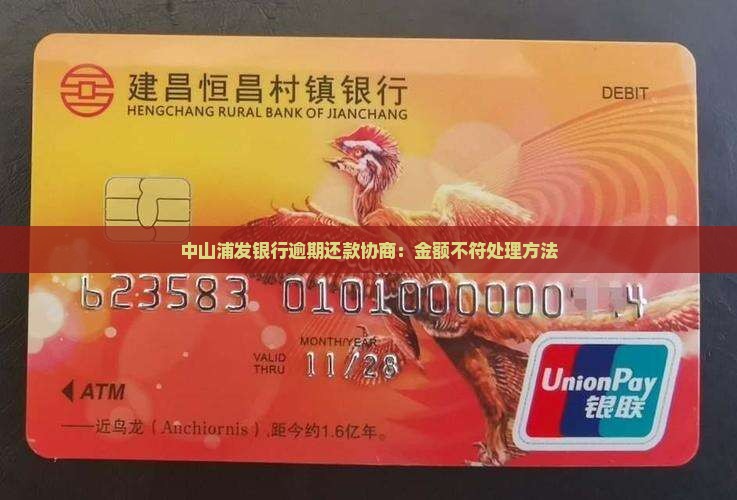 建昌恒昌村镇银行
HENGCHANG RURAL BANK OF JIANCHANG
DEBIT
中山浦发银行逾期还款协商：金额不符处理方法
623583 0101000000 4
MONTH/YEAR
VALID THRU 11/28
ATM
——近鸟龙（Anchiornis），距今约1.6亿年。
UnionPay
银联